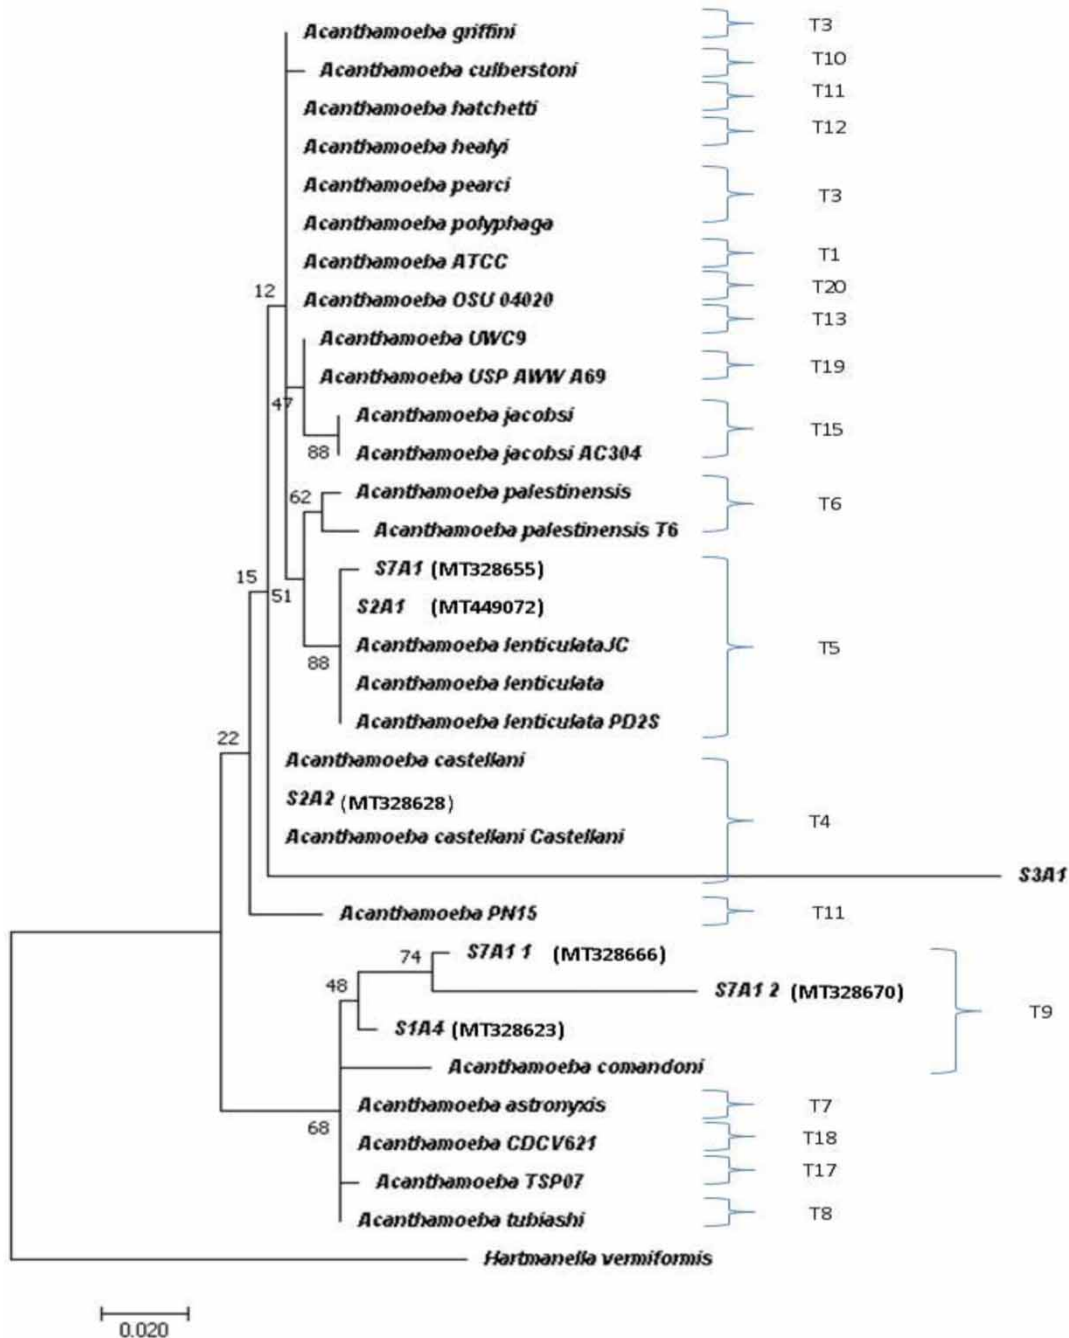 Acanthamoeba griffini T3
Acanthamoeba culberstoni T10
Acanthamoeba hatchetti T11
Acanthamoeba healyi T12
Acanthamoeba pearci T3
Acanthamoeba polyphaga
Acanthamoeba ATCC T1
Acanthamoeba OSU 04020 T20
12
T13
Acanthamoeba UWC9
Acanthamoeba USP AWW A69 T19
47
Acanthamoeba jacobsi T15
88
Acanthamoeba jacobsi AC304
62
Acanthamoeba palestinensis T6
Acanthamoeba palestinensis T6
15
51
S7A1 (MT328655)
S2A1 (MT449072)
Acanthamoeba lenticulataJC T5
88
Acanthamoeba lenticulata
Acanthamoeba lenticulata PD2S
22
Acanthamoeba castellani
S2A2 (MT328628)
T4
Acanthamoeba castellani Castellani
S3A1
Acanthamoeba PN15 T11
74
S7A1 1 (MT328666)
48
S7A1 2 (MT328670)
T9
S1A4 (MT328623)
Acanthamoeba comandoni
Acanthamoeba astronyxis T7
68
Acanthamoeba CDCV621 T18
Acanthamoeba TSP07 T17
Acanthamoeba tubiashi T8
Hartmanella vermiformis
0.020